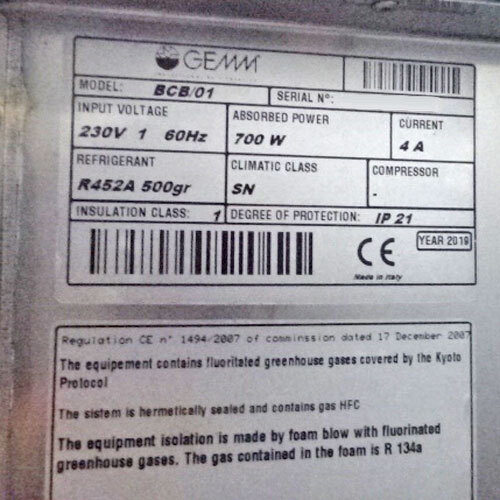 GEMM
MODEL: BCB/01 SERIAL Nº:
INPUT VOLTAGE ABSORBED POWER CURRENT
230V 1 60Hz 700 W 4 A
REFRIGERANT CLIMATIC CLASS COMPRESSOR
R452A 500gr SN -
INSULATION CLASS: 1 DEGREE OF PROTECTION: IP 21
CE YEAR 2019
Made in Italy
Regulation CE n° 1494/2007 of comminssion dated 17 December 2007
The equipement contains fluoritated greenhouse gases covered by the Kyoto
Protocol
The sistem is hermetically sealed and contains gas HFC
The equipment isolation is made by foam blow with fluorinated
greenhouse gases. The gas contained in the foam is R 134a